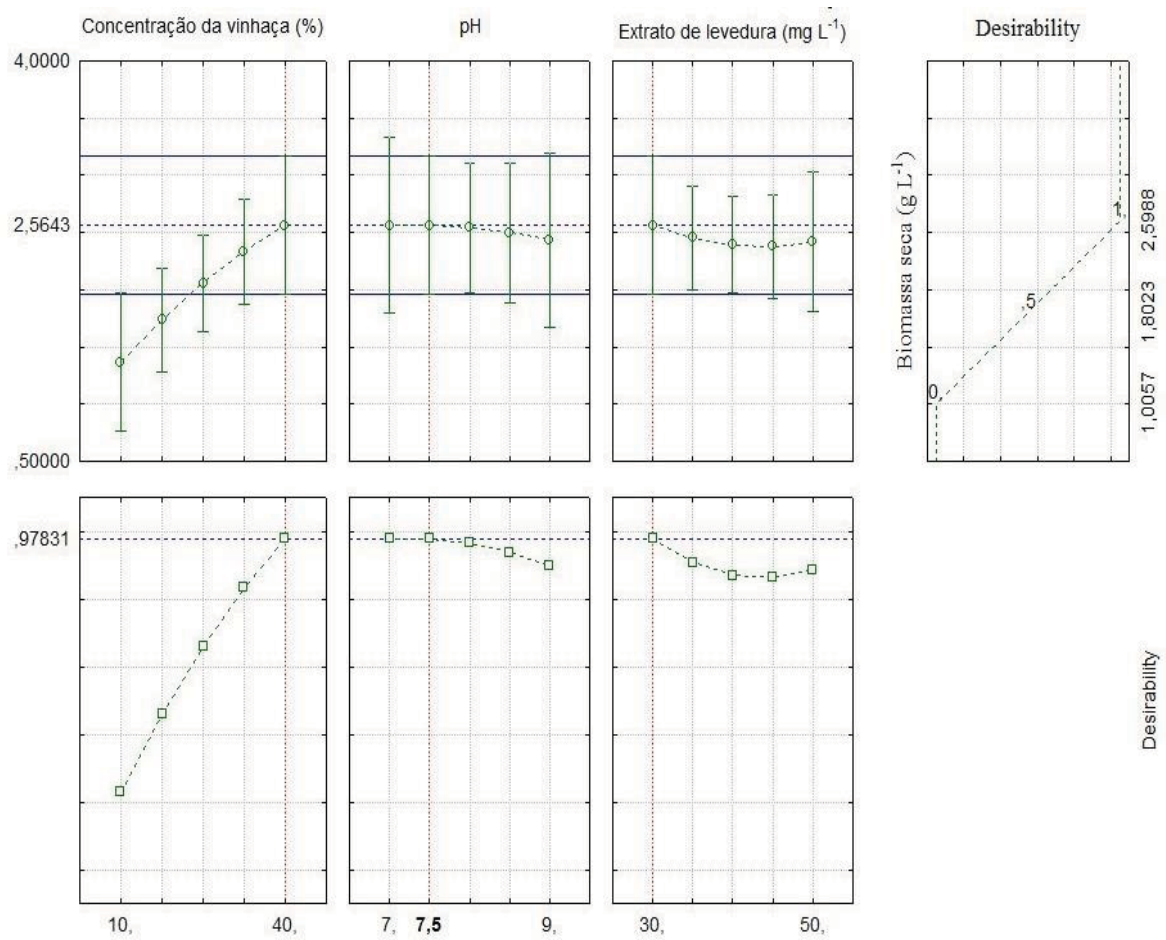 Concentração da vinhaça (%)
pH
Extrato de levedura (mg L-1)
Desirability
4,0000
2,5643
,50000
Biomassa seca (g L-1)
1,
,5
0
2,5988
1,8023
1,0057
,97831
Desirability
10,
40,
7,
7,5
9,
30,
50,